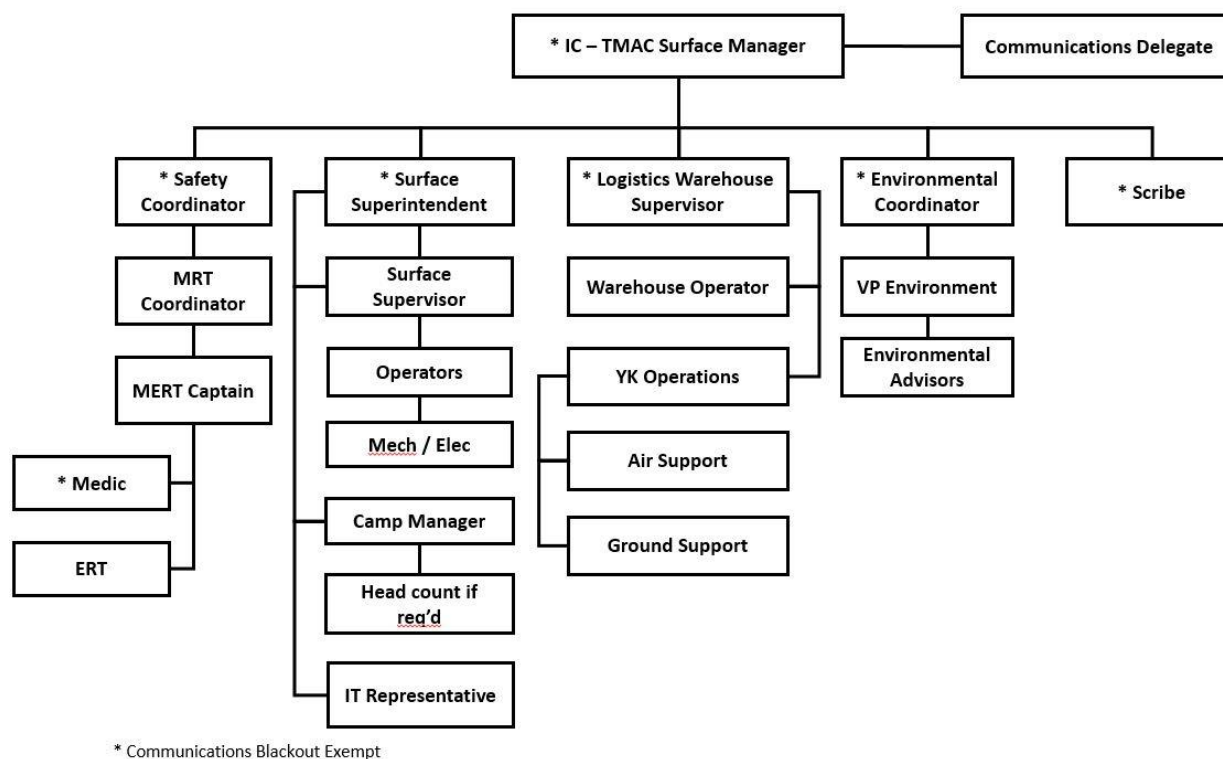 * IC – TMAC Surface Manager
Communications Delegate
* Safety
Coordinator
* Surface
Superintendent
* Logistics Warehouse
Supervisor
* Environmental
Coordinator
* Scribe
MRT
Coordinator
Surface
Supervisor
Warehouse Operator
VP Environment
MERT Captain
Operators
YK Operations
Environmental
Advisors
Mech / Elec
Air Support
* Medic
Camp Manager
Ground Support
ERT
Head count if
req’d
IT Representative
* Communications Blackout Exempt